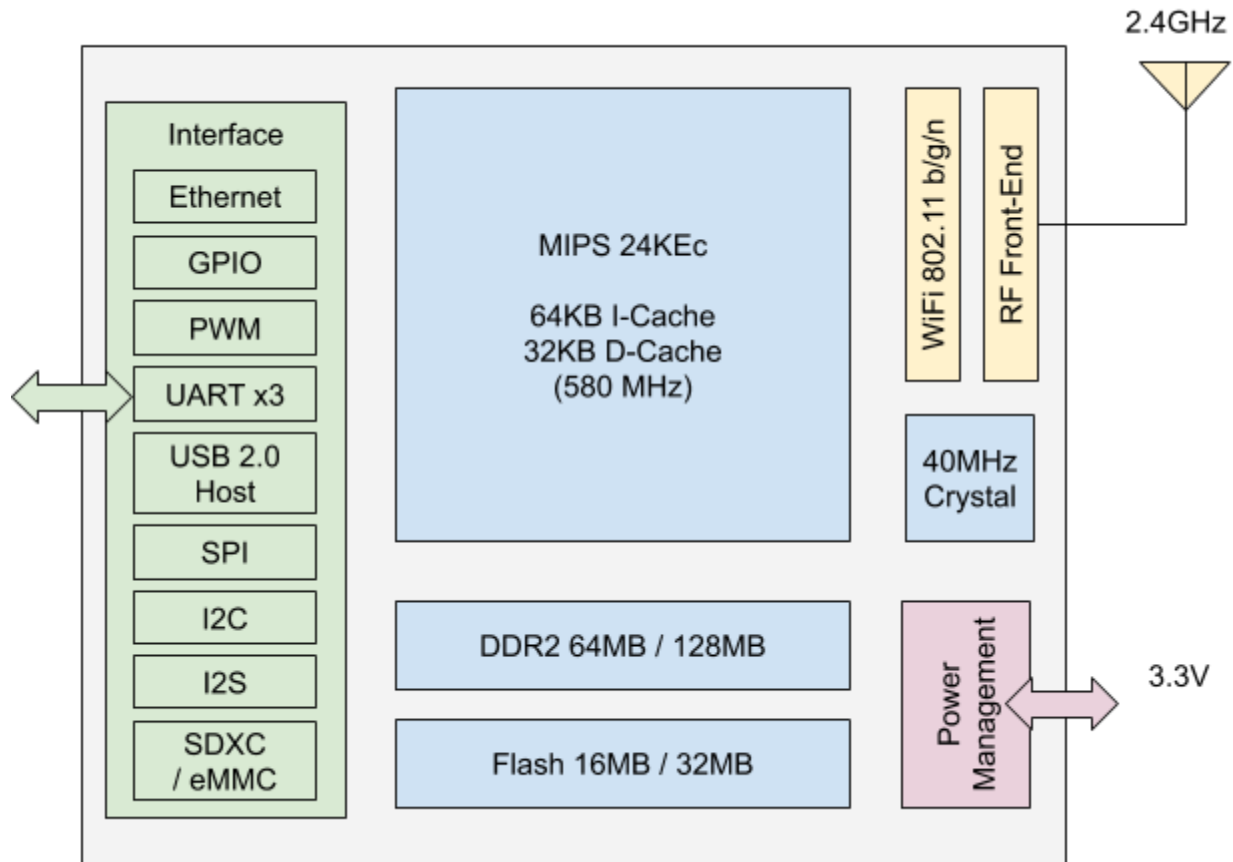 2.4GHz
Interface
Ethernet
GPIO
PWM
UART x3
USB 2.0
Host
SPI
I2C
I2S
SDXC
/ eMMC
MIPS 24KEc
64KB I-Cache
32KB D-Cache
(580 MHz)
DDR2 64MB / 128MB
Flash 16MB / 32MB
WiFi 802.11 b/g/n
RF Front-End
40MHz
Crystal
Power
Management
3.3V